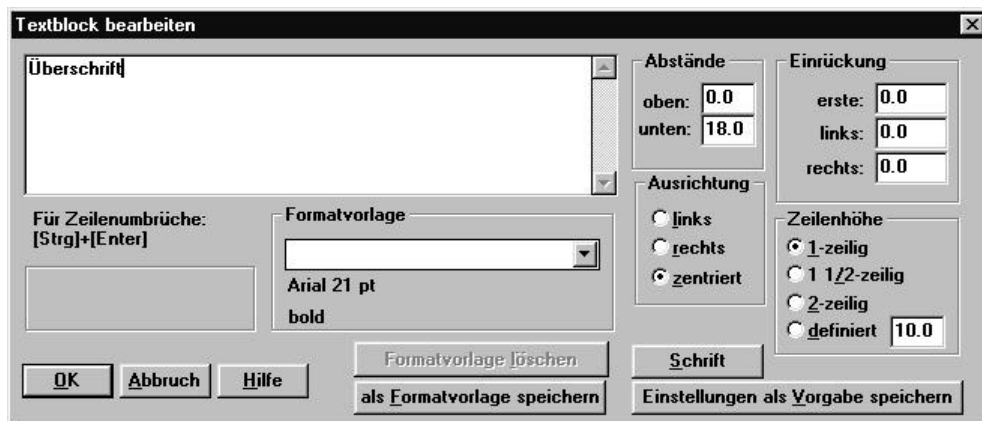 Textblock bearbeiten
Überschrift
Für Zeilenumbrüche:
[Strg]+[Enter]
Formatvorlage
Arial 21 pt
bold
Abstände
oben: 0.0
unten: 18.0
Einrückung
erste: 0.0
links: 0.0
rechts: 0.0
Ausrichtung
links
rechts
zentriert
Zeilenhöhe
1-zeilig
1 1/2-zeilig
2-zeilig
definiert 10.0
OK
Abbruch
Hilfe
Formatvorlage löschen
als Formatvorlage speichern
Schrift
Einstellungen als Vorgabe speichern